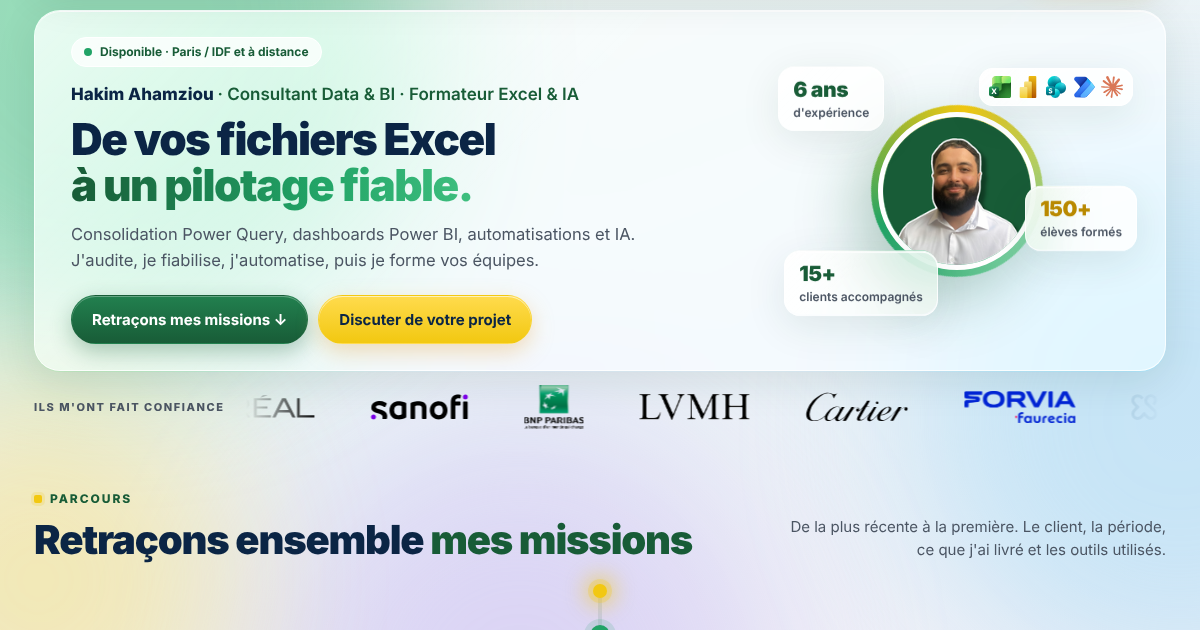 Disponible · Paris / IDF et à distance
Hakim Ahamziou · Consultant Data & BI · Formateur Excel & IA
De vos fichiers Excel
à un pilotage fiable.
Consolidation Power Query, dashboards Power BI, automatisations et IA.
J'audite, je fiabilise, j'automatise, puis je forme vos équipes.
Retraçons mes missions ↓
Discuter de votre projet
6 ans
d'expérience
150+
élèves formés
15+
clients accompagnés
ILS M'ONT FAIT CONFIANCE
ÉAL
sanofi
BNP PARIBAS
LVMH
Cartier
FORVIA
faurecia
PARCOURS
Retraçons ensemble mes missions
De la plus récente à la première. Le client, la période,
ce que j'ai livré et les outils utilisés.